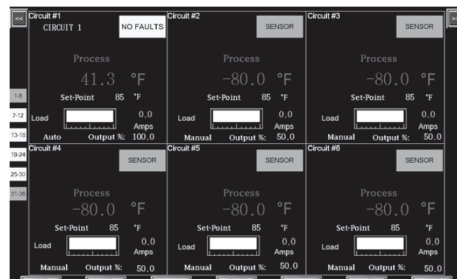 <<
Circuit #1
CIRCUIT 1
NO FAULTS
Process
41.3 °F
Set-Point 85 °F
Load
0.0
Amps
Auto Output %: 100.0
Circuit #2
SENSOR
Process
-80.0 °F
Set-Point 85 °F
Load
0.0
Amps
Manual Output %: 50.0
Circuit #3
SENSOR
Process
-80.0 °F
Set-Point 85 °F
Load
0.0
Amps
Manual Output %: 50.0
1-6
7-12
13-18
19-24
25-30
31-36
Circuit #4
SENSOR
Process
-80.0 °F
Set-Point 85 °F
Load
0.0
Amps
Manual Output %: 50.0
Circuit #5
SENSOR
Process
-80.0 °F
Set-Point 85 °F
Load
0.0
Amps
Manual Output %: 50.0
Circuit #6
SENSOR
Process
-80.0 °F
Set-Point 85 °F
Load
0.0
Amps
Manual Output %: 50.0